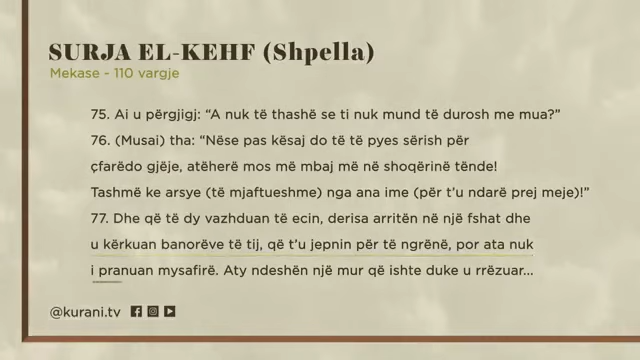 SURJA EL-KEHF (Shpella)
Mekase - 110 vargje
75. Ai u përgjigj: “A nuk të thashë se ti nuk mund të durosh me mua?”
76. (Musai) tha: “Nëse pas kësaj do të të pyes sërish për
çfarëdo gjëje, atëherë mos më mbaj më në shoqërinë tënde!
Tashmë ke arsye (të mjaftueshme) nga ana ime (për t’u ndarë prej meje)!”
77. Dhe që të dy vazhduan të ecin, derisa arritën në një fshat dhe
u kërkuan banorëve të tij, që t’u jepnin për të ngrënë, por ata nuk
i pranuan mysafirë. Aty ndeshën një mur që ishte duke u rrëzuar...
@kurani.tv